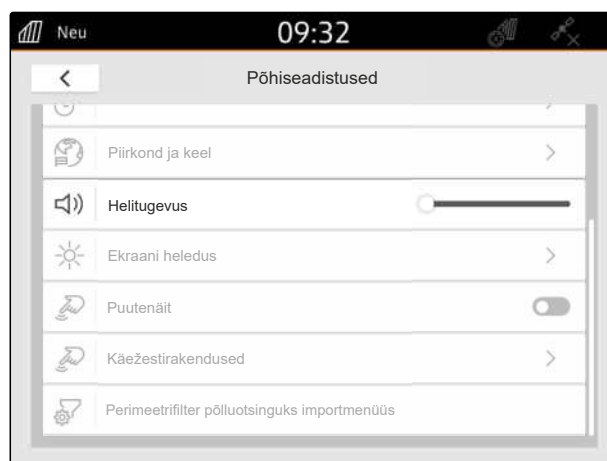 Neu
09:32
Põhiseadistused
Piirkond ja keel
Helitugevus
Ekraani heledus
Puutenäit
Käežestirakendused
Perimeetrifilter põlluotsinguks importmenüüs